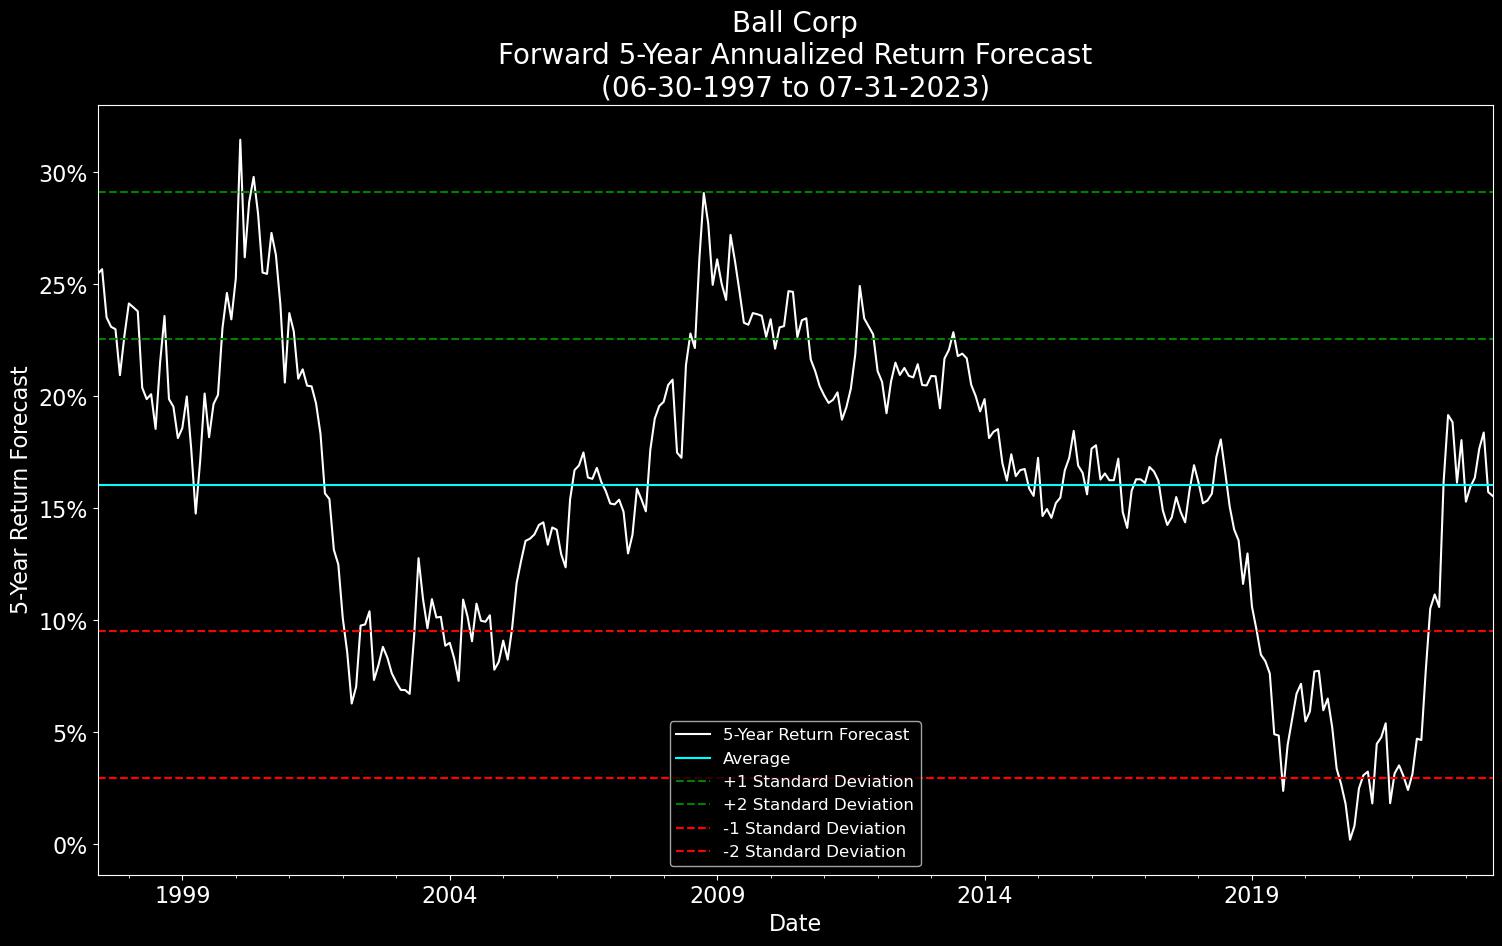 Ball Corp
Forward 5-Year Annualized Return Forecast
(06-30-1997 to 07-31-2023)
30%
25%
20%
15%
10%
5%
0%
5-Year Return Forecast
5-Year Return Forecast
Average
+1 Standard Deviation
+2 Standard Deviation
-1 Standard Deviation
-2 Standard Deviation
1999
2004
2009
2014
2019
Date